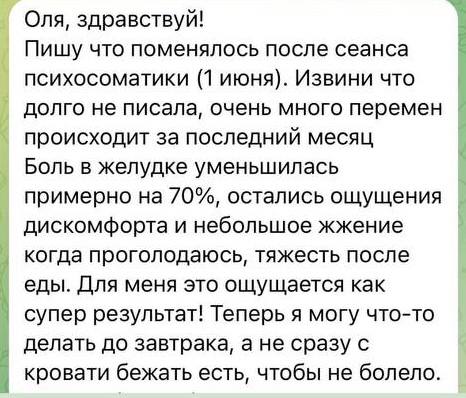 Оля, здравствуй!
Пишу что поменялось после сеанса
психосоматики (1 июня). Извини что
долго не писала, очень много перемен
происходит за последний месяц
Боль в желудке уменьшилась
примерно на 70%, остались ощущения
дискомфорта и небольшое жжение
когда проголодаюсь, тяжесть после
еды. Для меня это ощущается как
супер результат! Теперь я могу что-то
делать до завтрака, а не сразу с
кровати бежать есть, чтобы не болело.